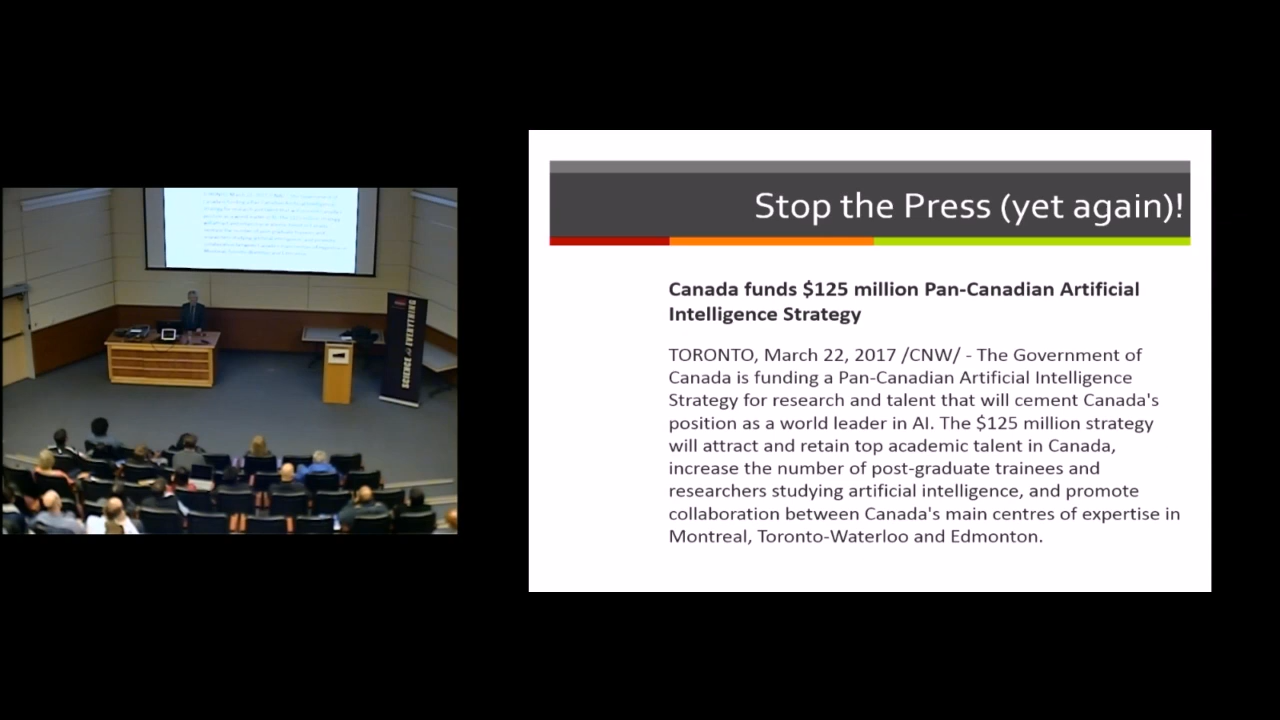 Stop the Press (yet again)!
Canada funds $125 million Pan-Canadian Artificial
Intelligence Strategy
TORONTO, March 22, 2017 /CNW/ - The Government of
Canada is funding a Pan-Canadian Artificial Intelligence
Strategy for research and talent that will cement Canada's
position as a world leader in AI. The $125 million strategy
will attract and retain top academic talent in Canada,
increase the number of post-graduate trainees and
researchers studying artificial intelligence, and promote
collaboration between Canada's main centres of expertise in
Montreal, Toronto-Waterloo and Edmonton.
SCIENCE EVERYTHING